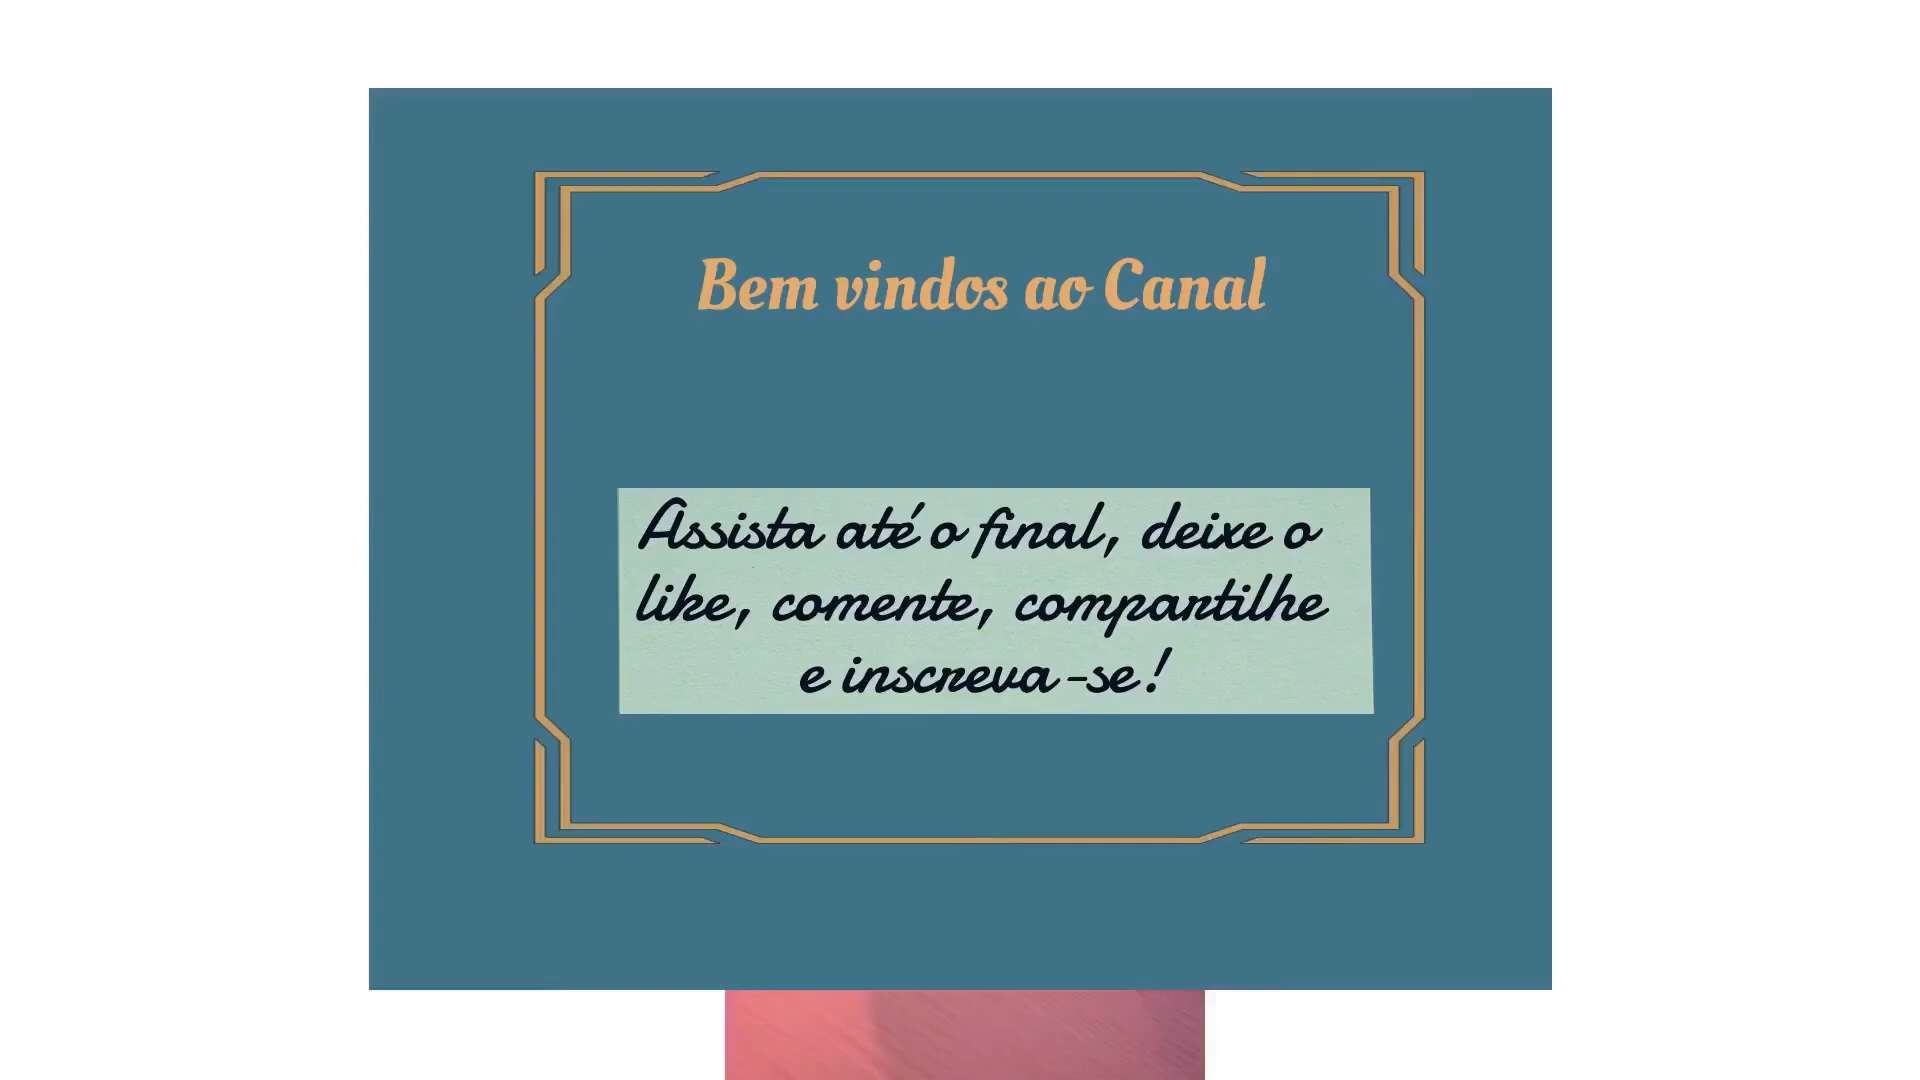 Bem vindos ao Canal
Assista até o final, deixe o
like, comente, compartilhe
e inscreva-se!